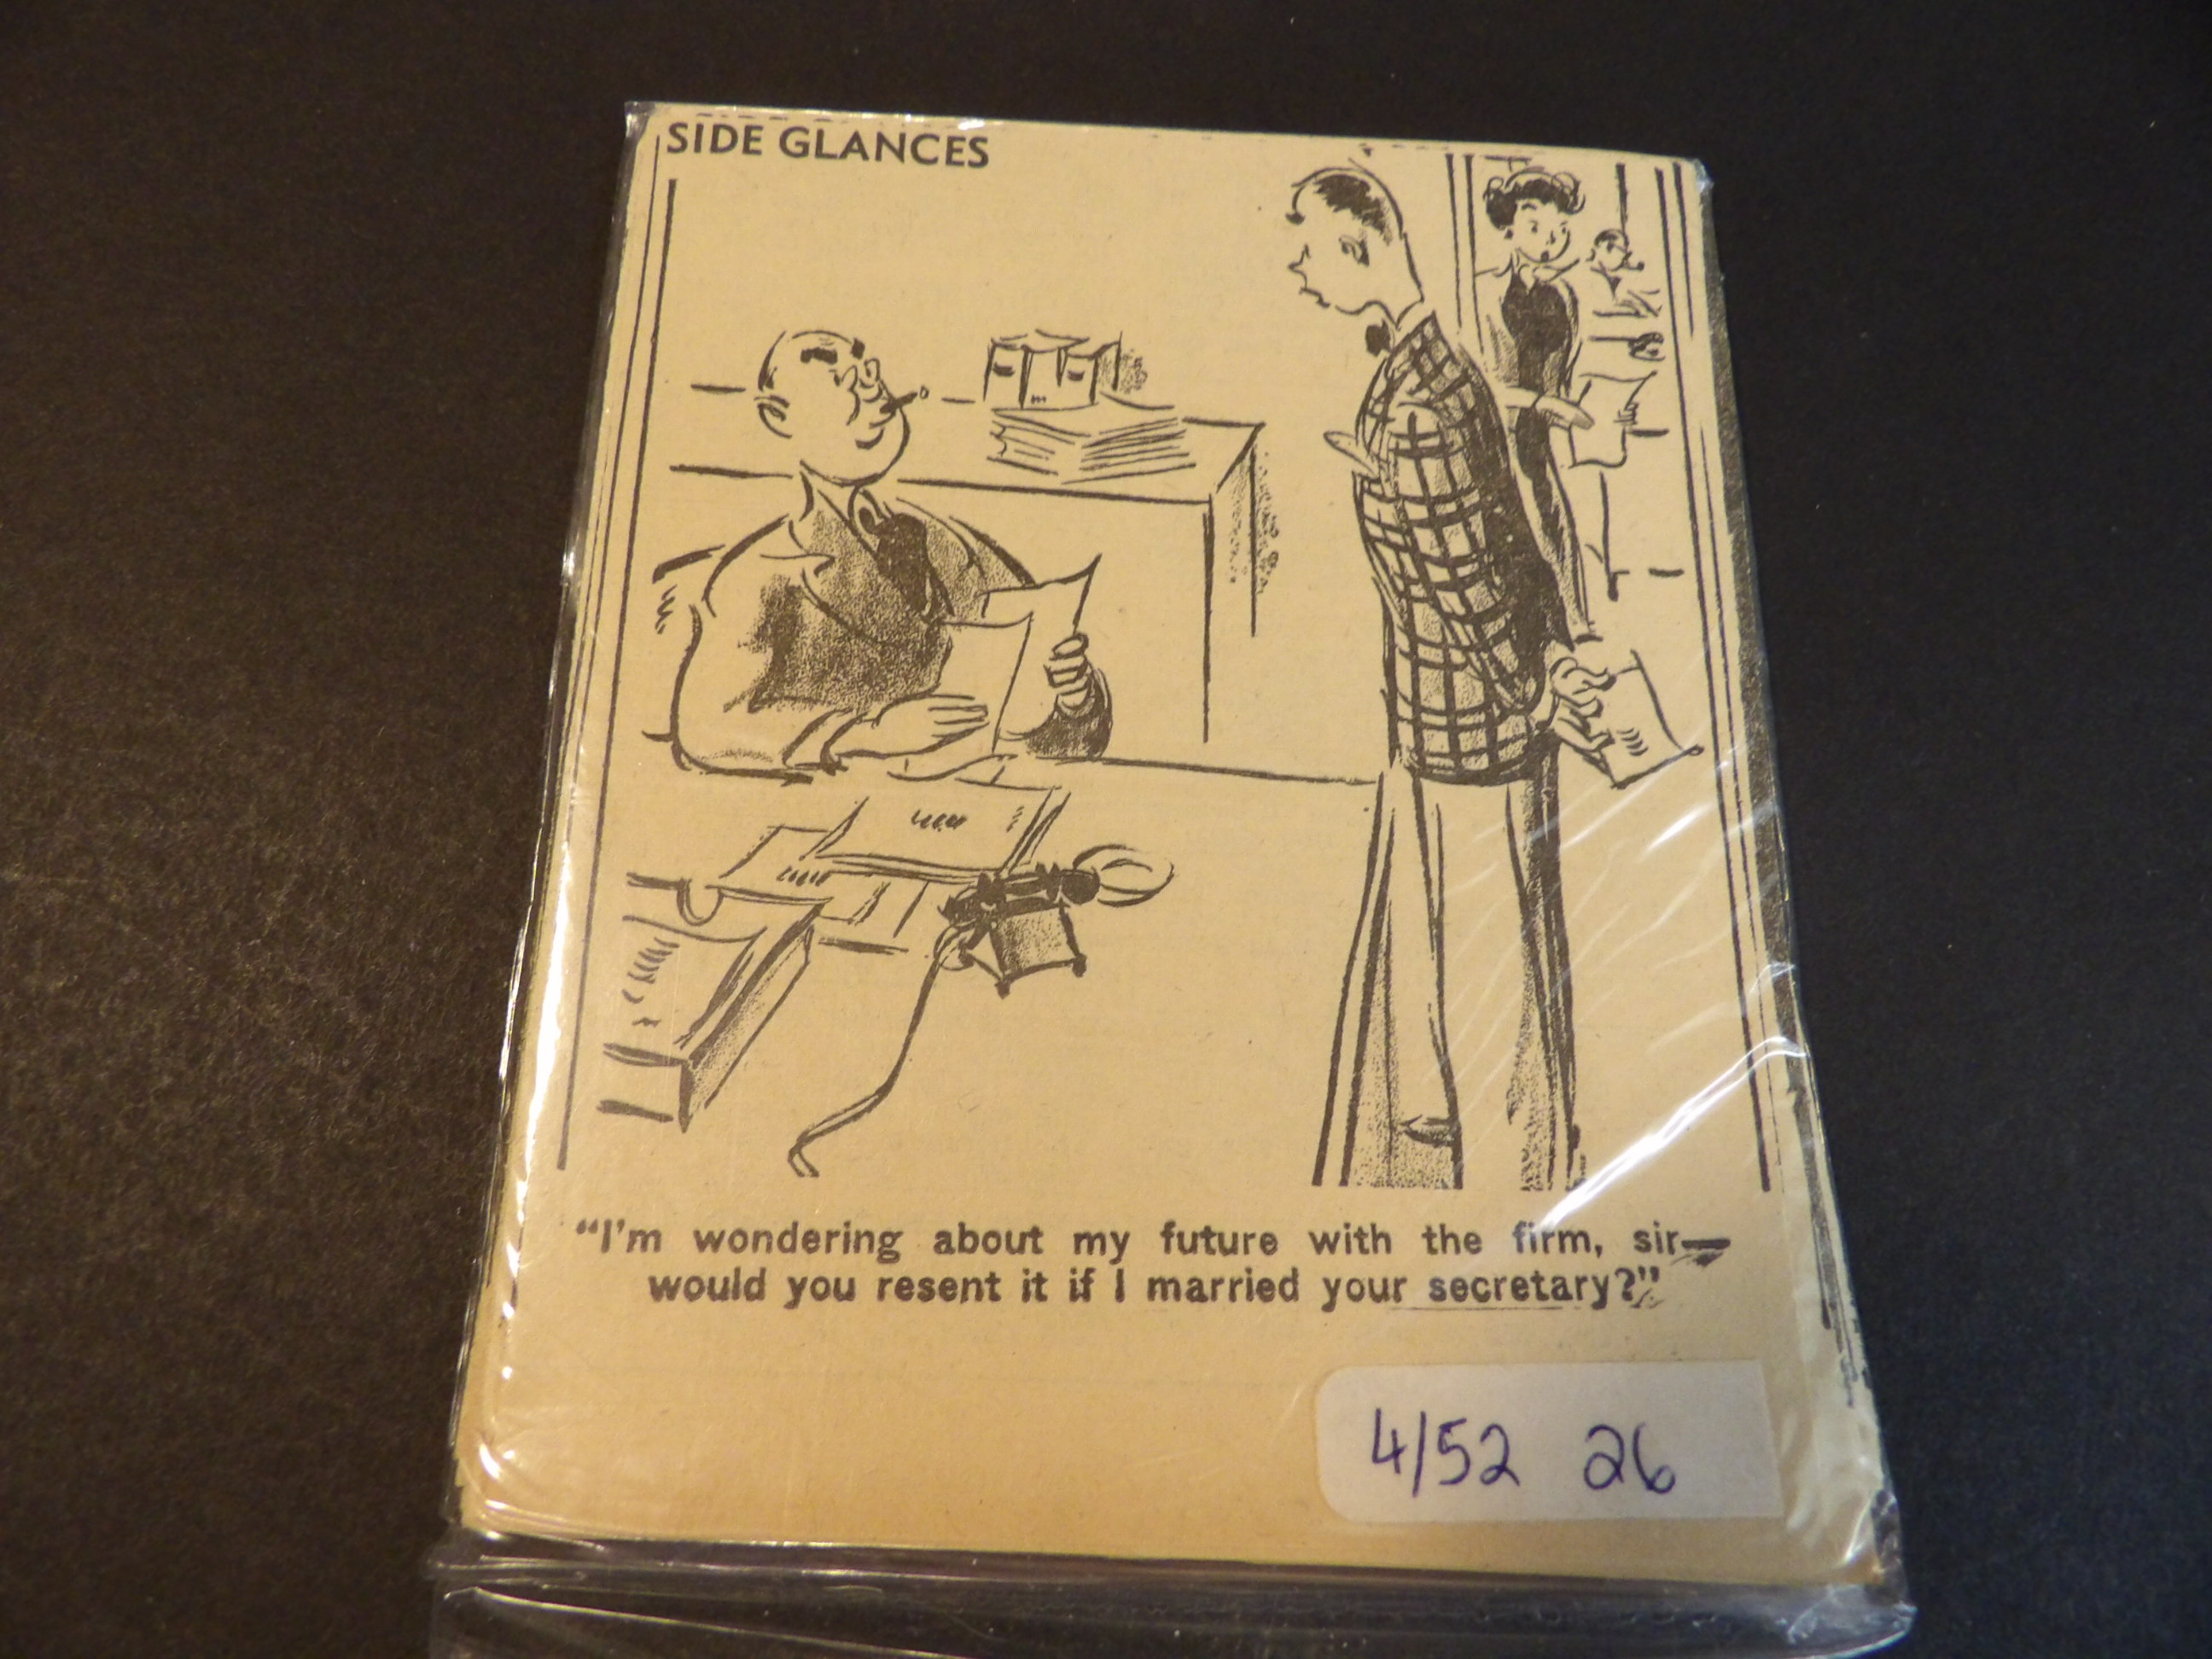 SIDE GLANCES
“I’m wondering about my future with the firm, sir—
would you resent it if I married your secretary?”
4/52 26